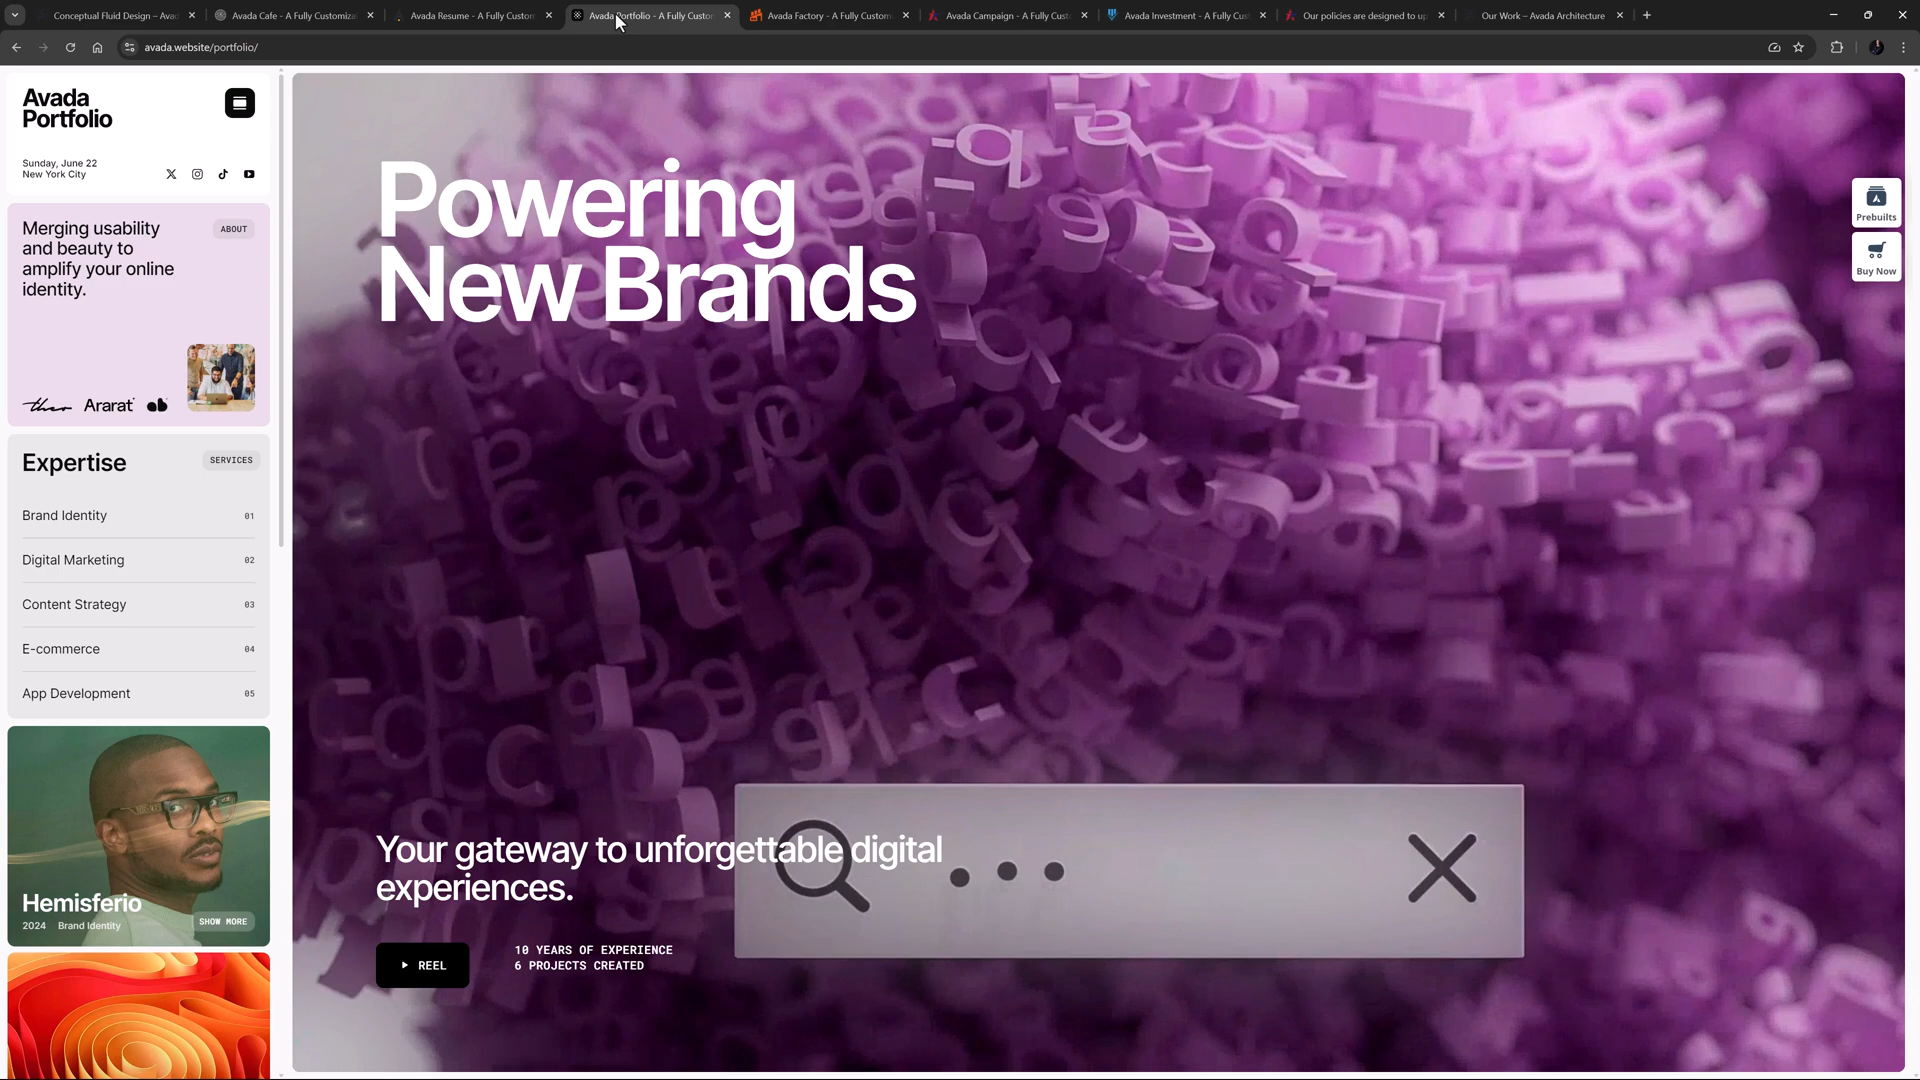 Conceptual Fluid Design – Avad
Avada Cafe - A Fully Customiza
Avada Resume - A Fully Custom
Avada Portfolio - A Fully Custor
Avada Factory - A Fully Custom
Avada Campaign - A Fully Cust
Avada Investment - A Fully Cust
Our policies are designed to up
Our Work – Avada Architecture
avada.website/portfolio/
Avada
Portfolio
Sunday, June 22
New York City
Merging usability
and beauty to
amplify your online
identity.
ABOUT
theo
Ararat
Expertise
SERVICES
Brand Identity 01
Digital Marketing 02
Content Strategy 03
E-commerce 04
App Development 05
Hemisferio
2024 Brand Identity
SHOW MORE
Powering
New Brands
Your gateway to unforgettable digital
experiences.
REEL
10 YEARS OF EXPERIENCE
6 PROJECTS CREATED
Prebuilts
Buy Now